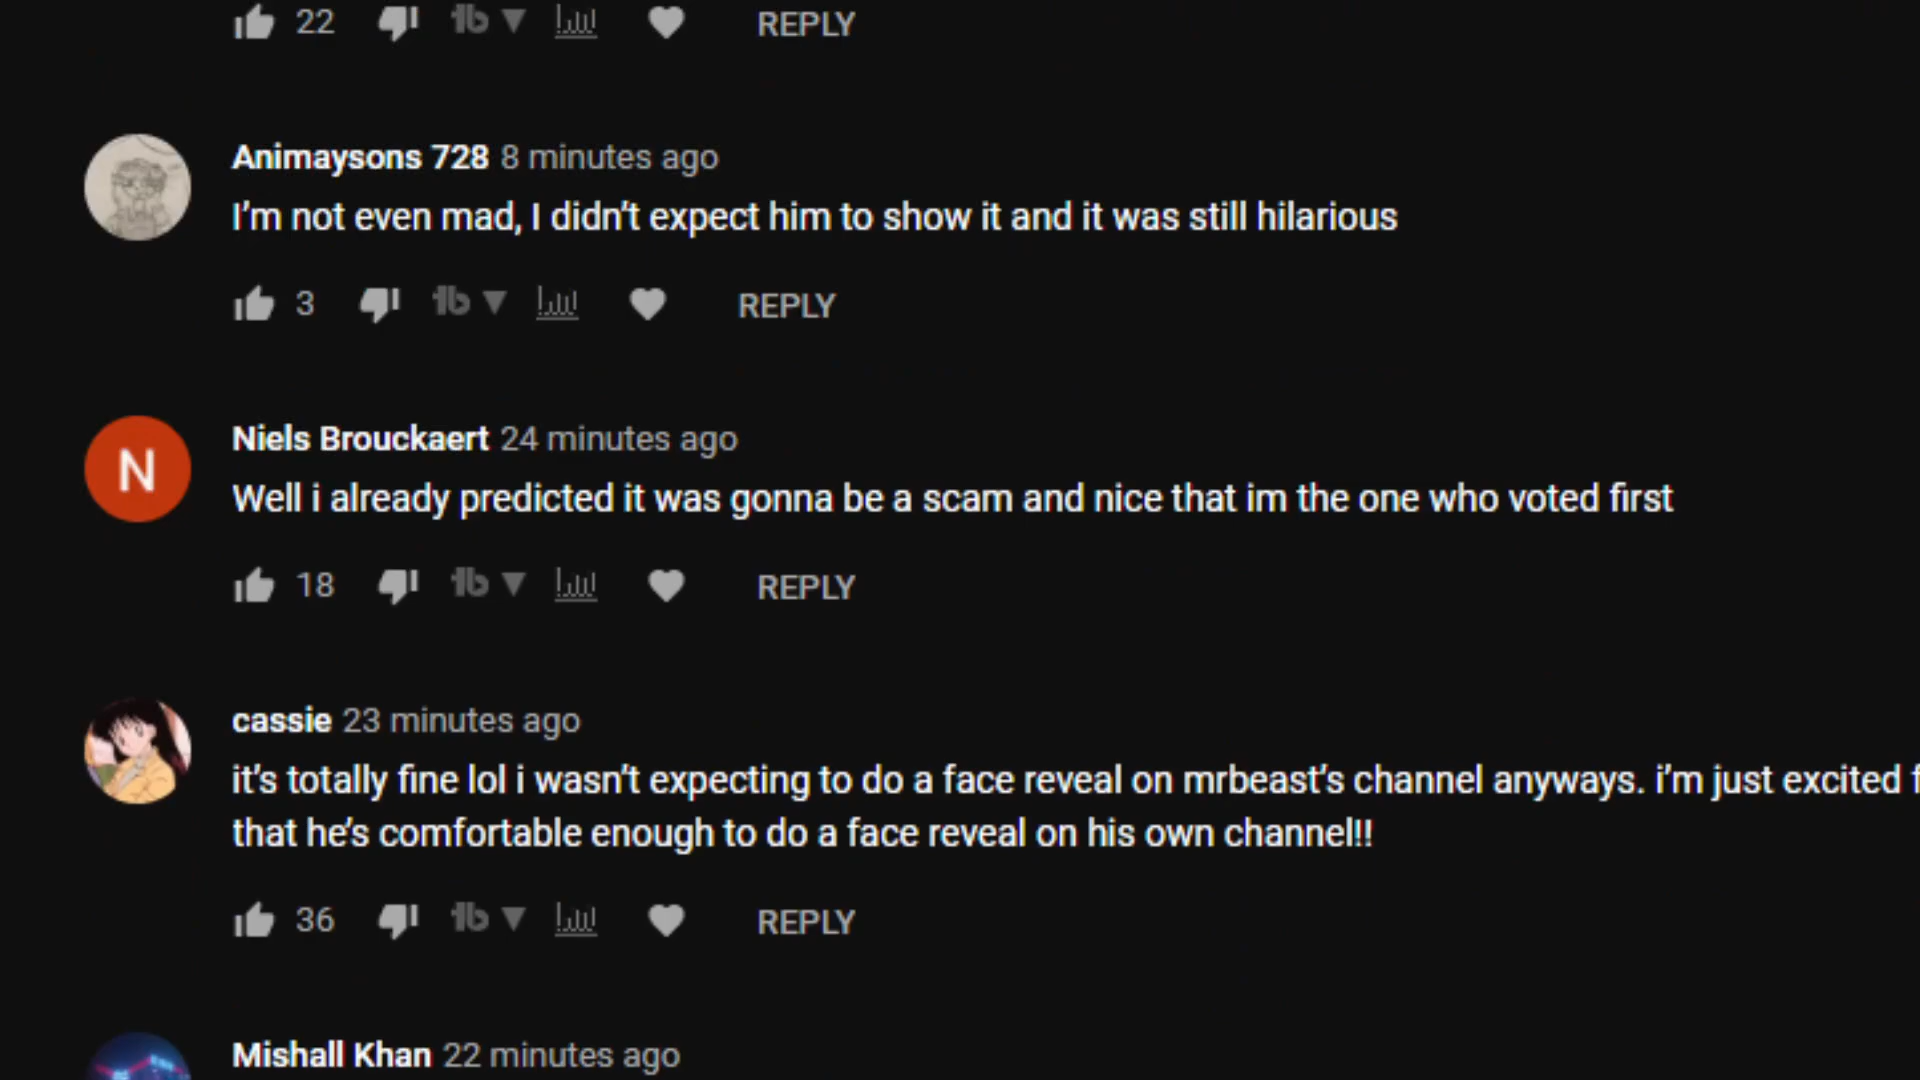 22 REPLY
Animaysons 728 8 minutes ago
I'm not even mad, I didn't expect him to show it and it was still hilarious
3 REPLY
N
Niels Brouckaert 24 minutes ago
Well i already predicted it was gonna be a scam and nice that im the one who voted first
18 REPLY
cassie 23 minutes ago
it's totally fine lol i wasn't expecting to do a face reveal on mrbeast's channel anyways. i'm just excited
that he's comfortable enough to do a face reveal on his own channel!!
36 REPLY
Mishall Khan 22 minutes ago